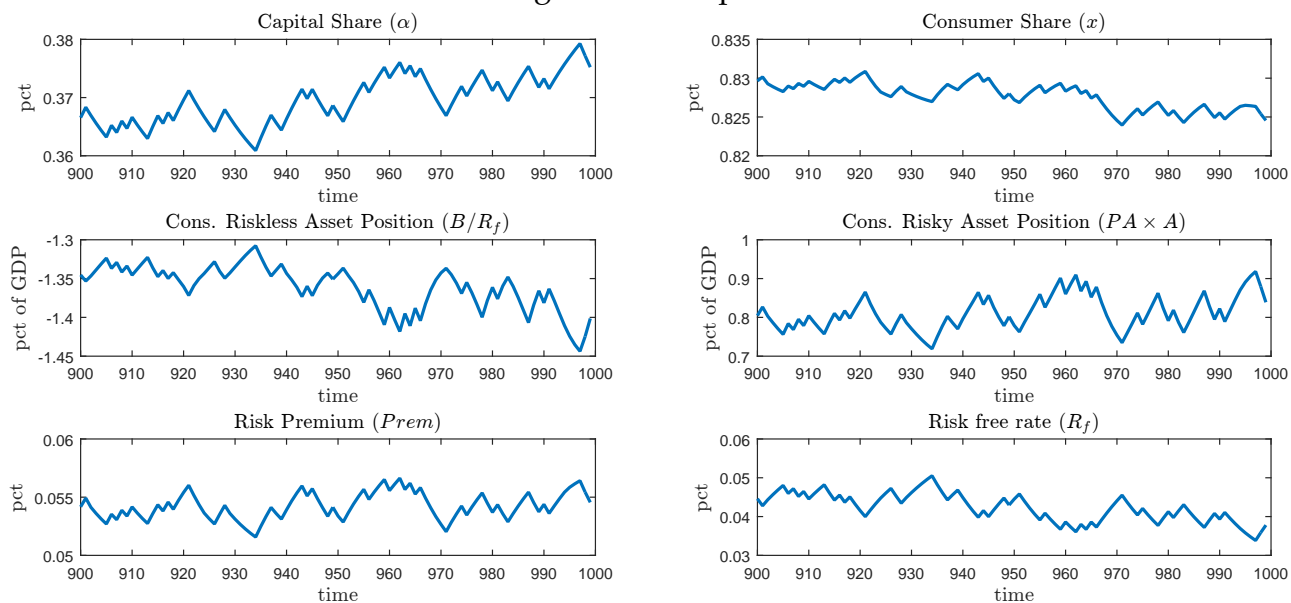 Capital Share (α)
0.38
0.37
0.36
pct
900 910 920 930 940 950 960 970 980 990 1000
time
Consumer Share (x)
0.835
0.83
0.825
0.82
pct
900 910 920 930 940 950 960 970 980 990 1000
time
Cons. Riskless Asset Position (B/R_f)
-1.3
-1.35
-1.4
-1.45
pct of GDP
900 910 920 930 940 950 960 970 980 990 1000
time
Cons. Risky Asset Position (PA × A)
1
0.9
0.8
0.7
pct of GDP
900 910 920 930 940 950 960 970 980 990 1000
time
Risk Premium (Prem)
0.06
0.055
0.05
pct
900 910 920 930 940 950 960 970 980 990 1000
time
Risk free rate (R_f)
0.06
0.05
0.04
0.03
pct
900 910 920 930 940 950 960 970 980 990 1000
time